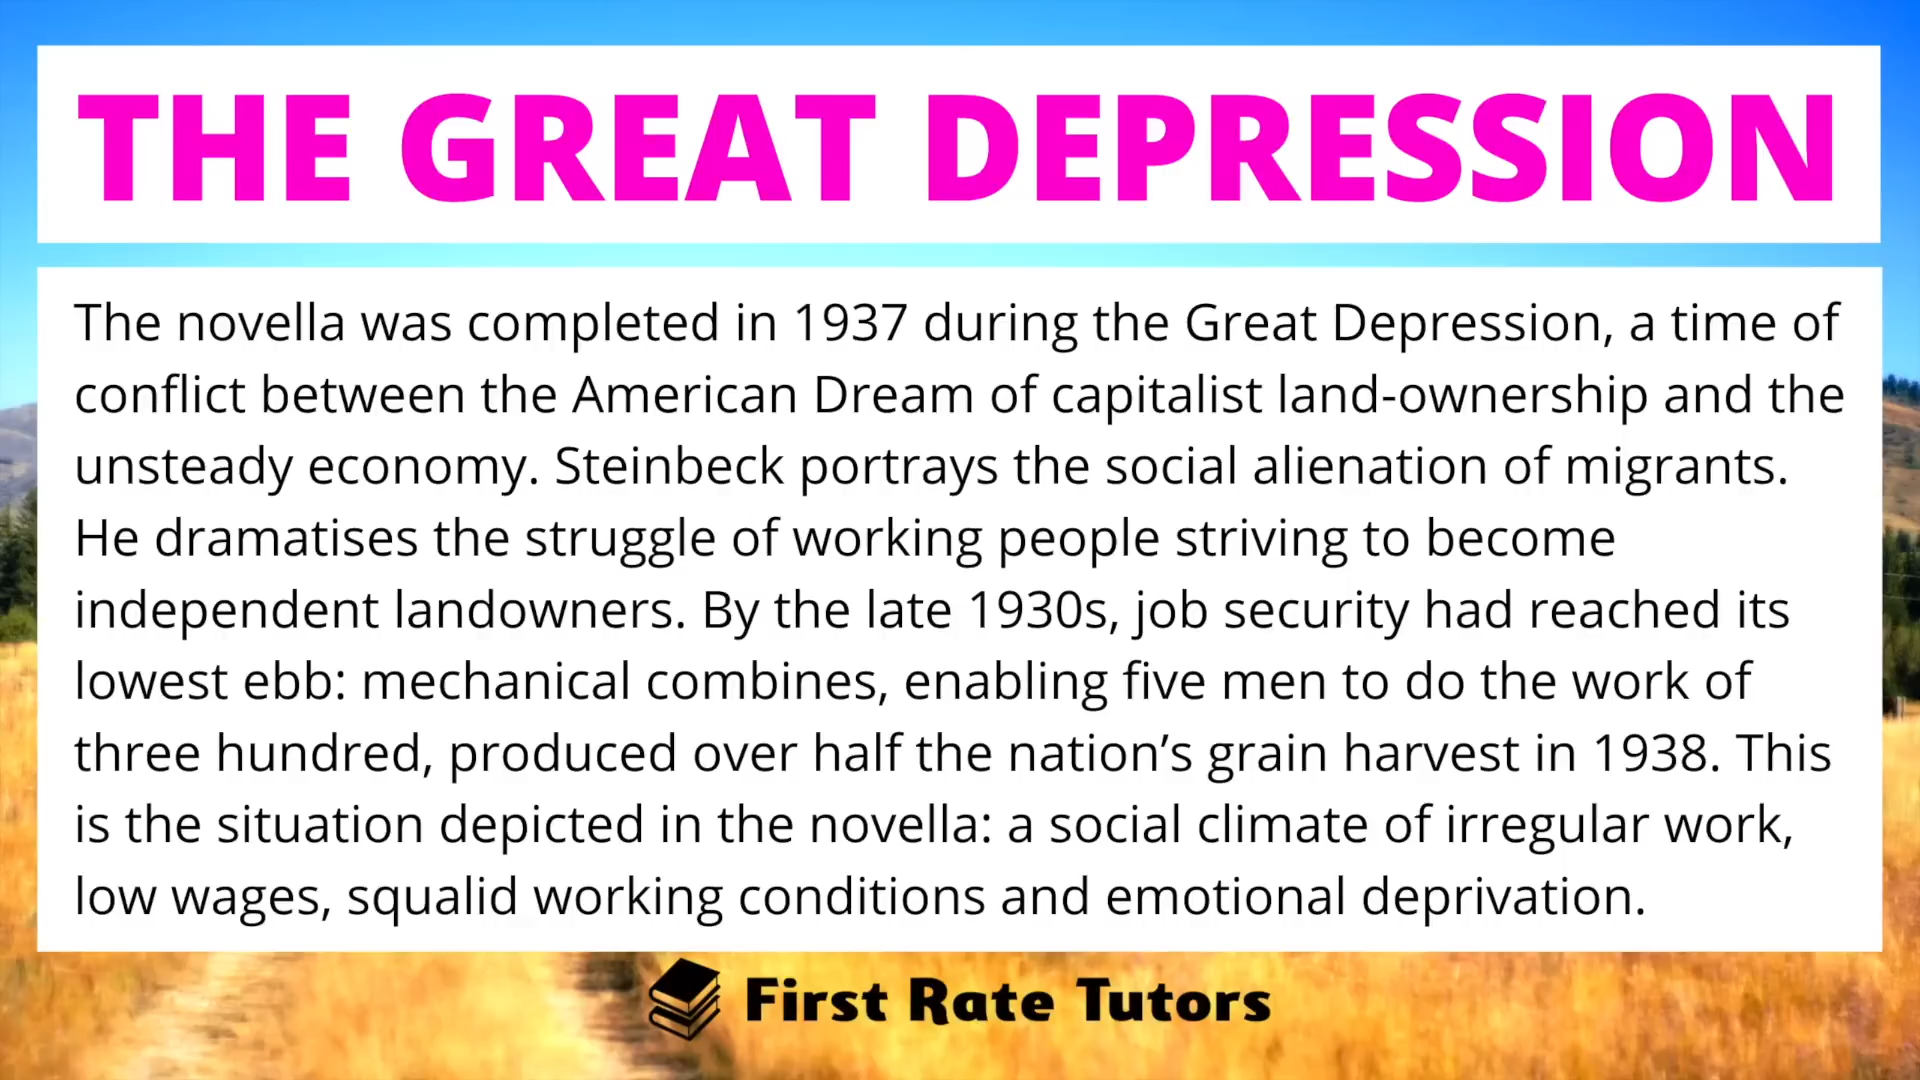 THE GREAT DEPRESSION
The novella was completed in 1937 during the Great Depression, a time of
conflict between the American Dream of capitalist land-ownership and the
unsteady economy. Steinbeck portrays the social alienation of migrants.
He dramatises the struggle of working people striving to become
independent landowners. By the late 1930s, job security had reached its
lowest ebb: mechanical combines, enabling five men to do the work of
three hundred, produced over half the nation’s grain harvest in 1938. This
is the situation depicted in the novella: a social climate of irregular work,
low wages, squalid working conditions and emotional deprivation.
First Rate Tutors